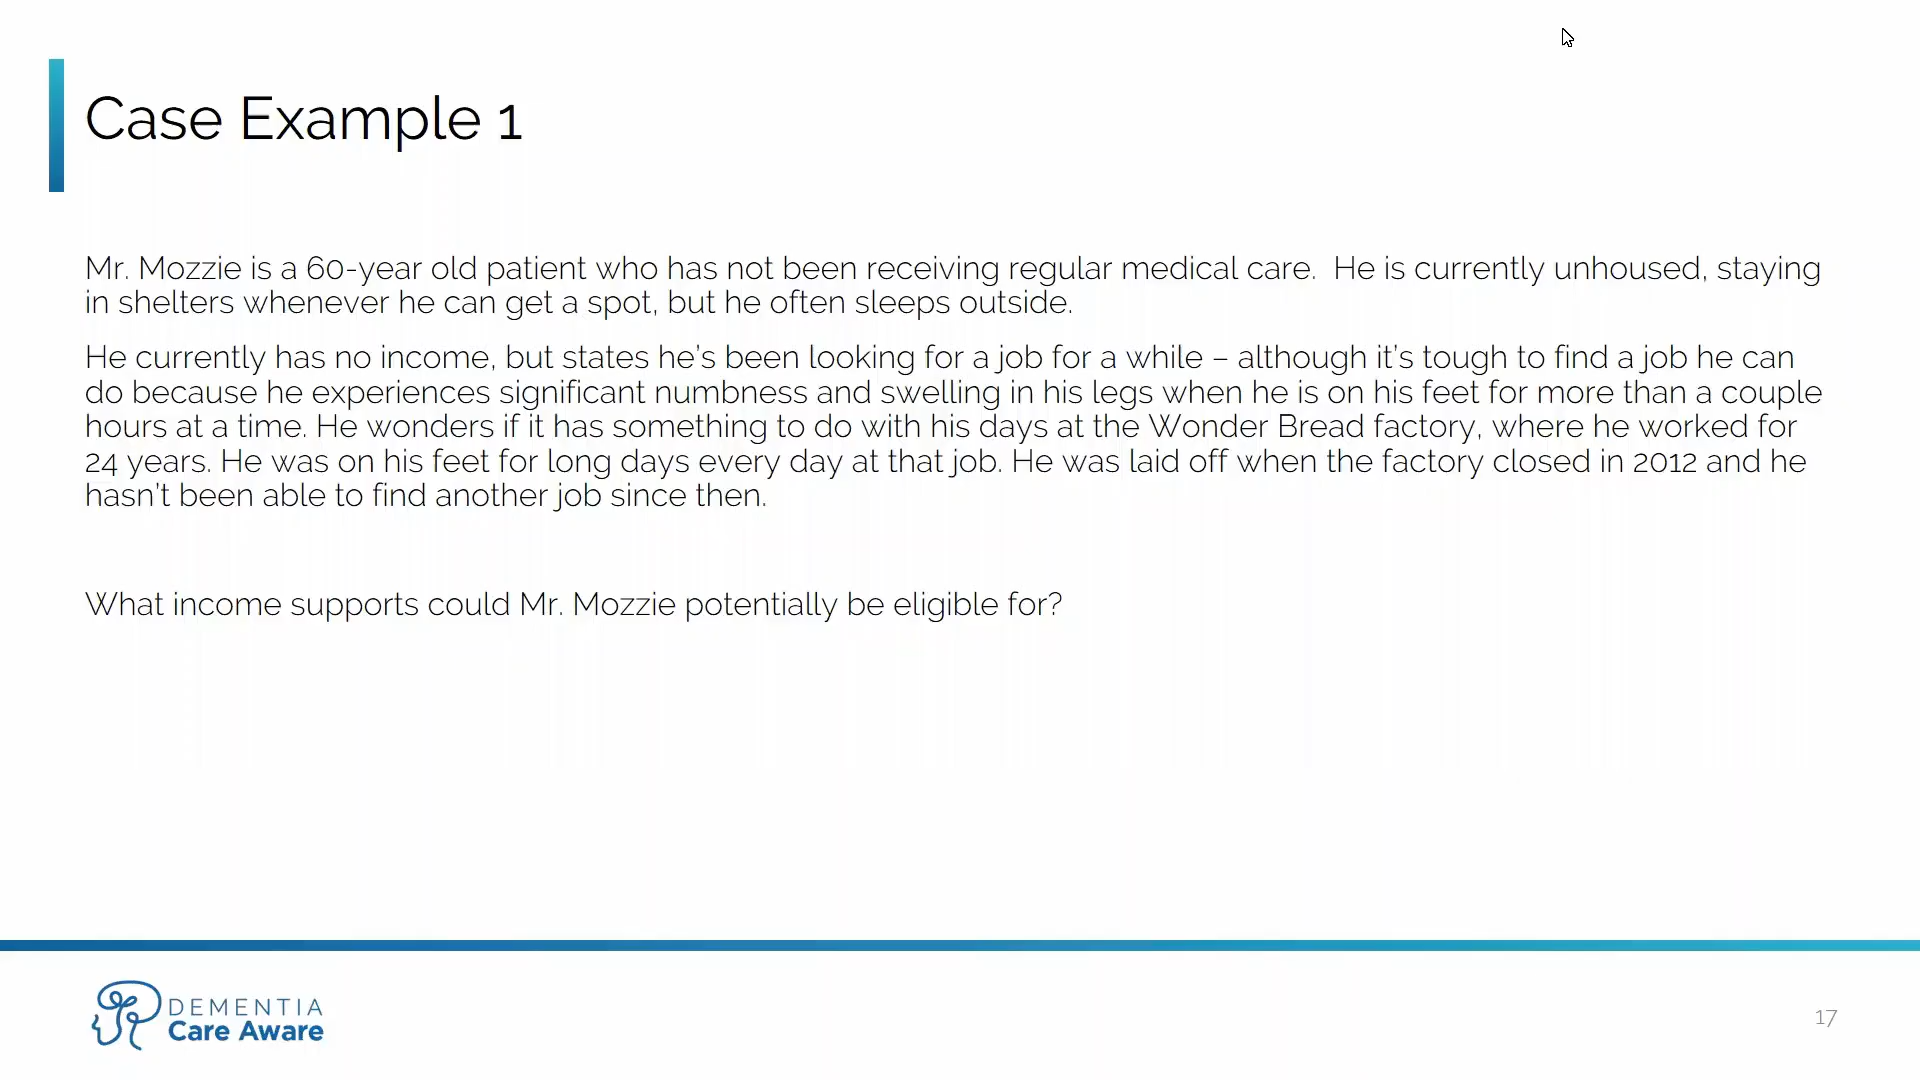 Case Example 1
Mr. Mozzie is a 60-year old patient who has not been receiving regular medical care.  He is currently unhoused, staying
in shelters whenever he can get a spot, but he often sleeps outside.
He currently has no income, but states he’s been looking for a job for a while – although it’s tough to find a job he can
do because he experiences significant numbness and swelling in his legs when he is on his feet for more than a couple
hours at a time. He wonders if it has something to do with his days at the Wonder Bread factory, where he worked for
24 years. He was on his feet for long days every day at that job. He was laid off when the factory closed in 2012 and he
hasn’t been able to find another job since then.
What income supports could Mr. Mozzie potentially be eligible for?
DEMENTIA
Care Aware
17